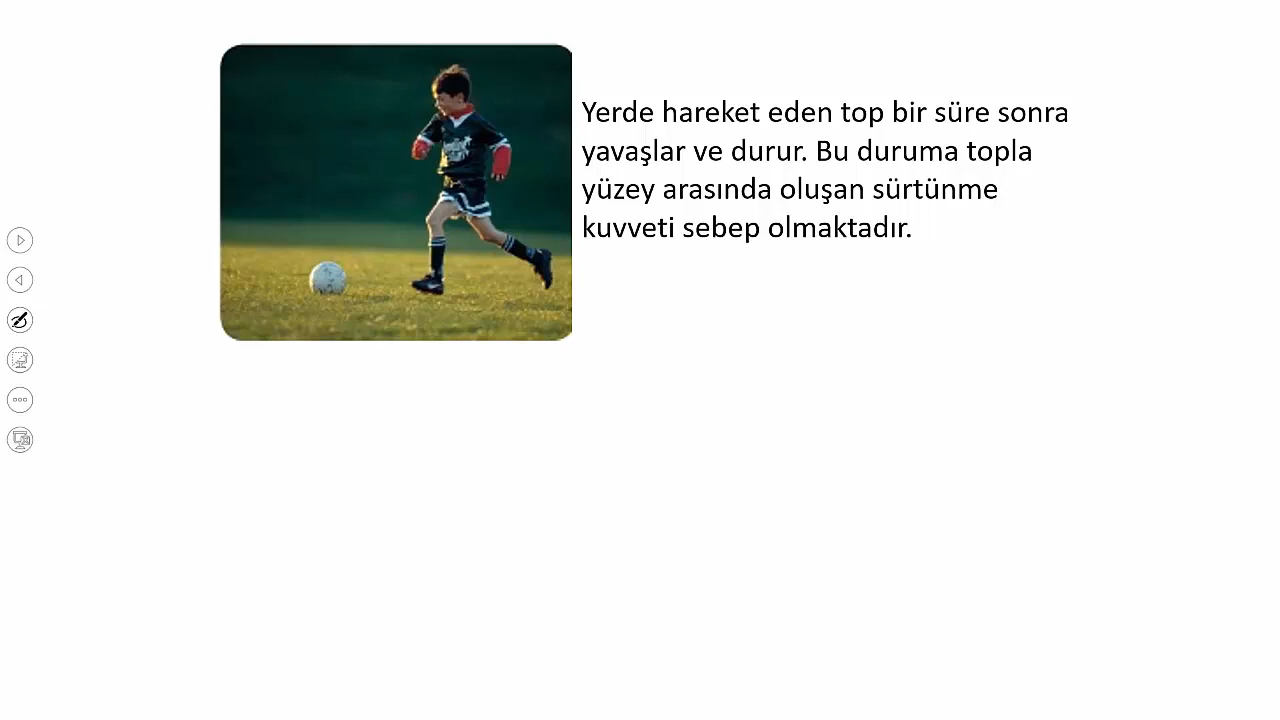 Yerde hareket eden top bir süre sonra
yavaşlar ve durur. Bu duruma topla
yüzey arasında oluşan sürtünme
kuvveti sebep olmaktadır.